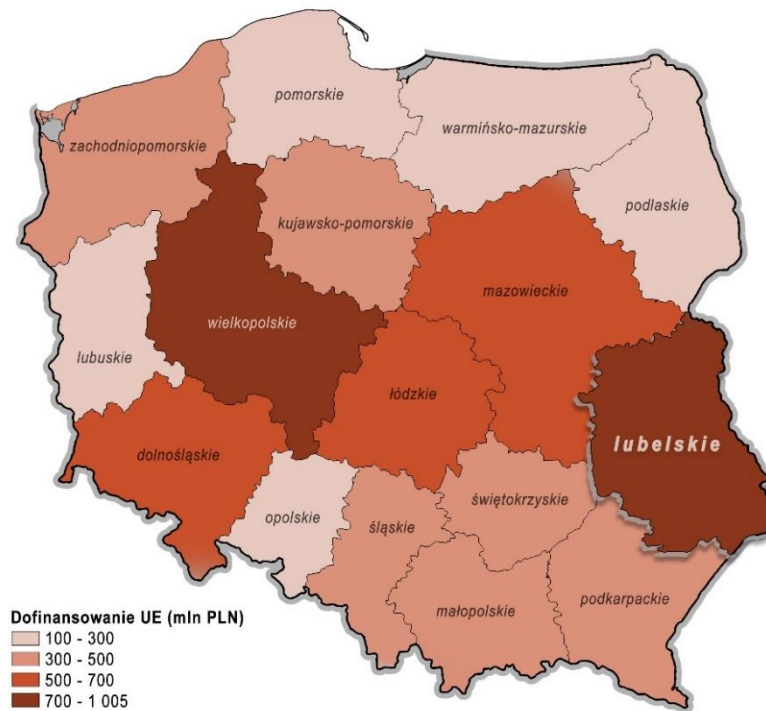 pomorskie
warmińsko-mazurskie
zachodniopomorskie
podlaskie
kujawsko-pomorskie
mazowieckie
wielkopolskie
lubuskie
łódzkie
lubelskie
dolnośląskie
świętokrzyskie
opolskie
śląskie
podkarpackie
małopolskie
Dofinansowanie UE (mln PLN)
100 - 300
300 - 500
500 - 700
700 - 1 005